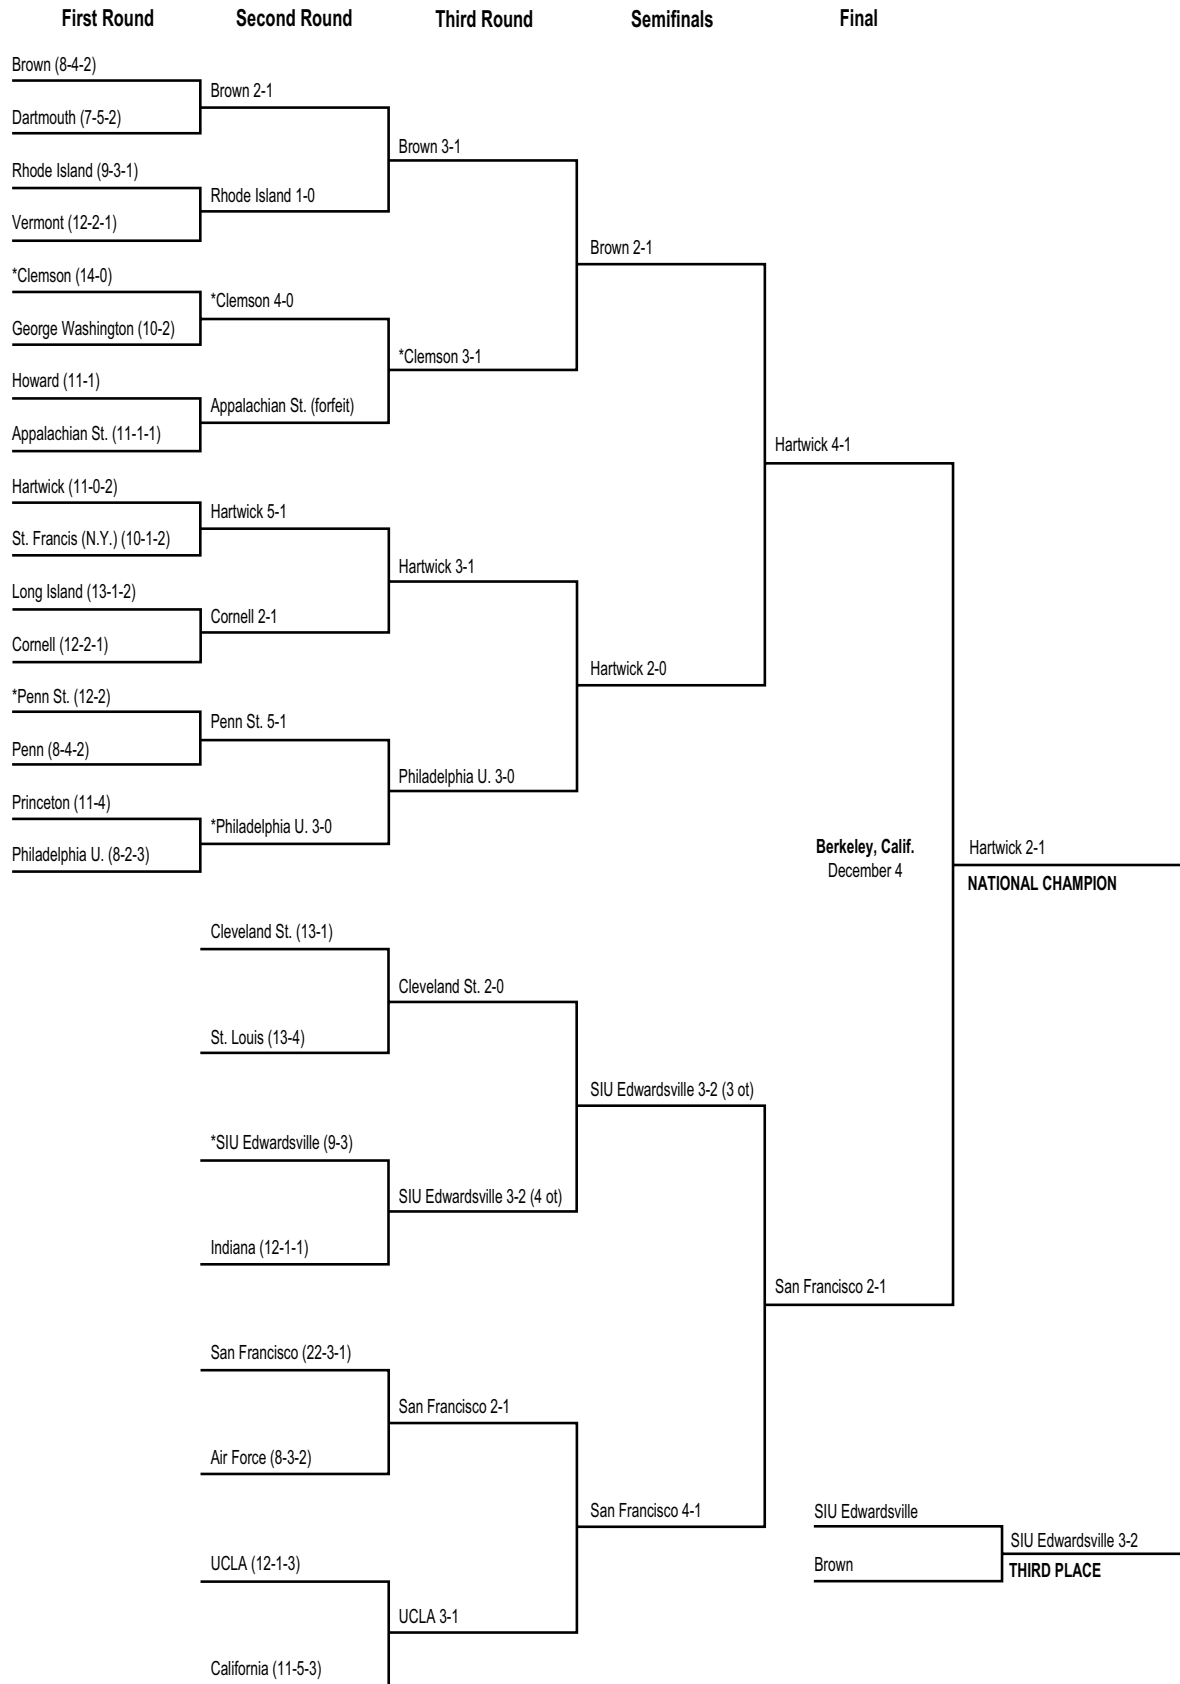 First Round
Second Round
Third Round
Semifinals
Final
Brown (8-4-2)
Dartmouth (7-5-2)
Rhode Island (9-3-1)
Vermont (12-2-1)
*Clemson (14-0)
George Washington (10-2)
Howard (11-1)
Appalachian St. (11-1-1)
Hartwick (11-0-2)
St. Francis (N.Y.) (10-1-2)
Long Island (13-1-2)
Cornell (12-2-1)
*Penn St. (12-2)
Penn (8-4-2)
Princeton (11-4)
Philadelphia U. (8-2-3)
Brown 2-1
Rhode Island 1-0
*Clemson 4-0
Appalachian St. (forfeit)
Hartwick 5-1
Cornell 2-1
Penn St. 5-1
*Philadelphia U. 3-0
Cleveland St. (13-1)
St. Louis (13-4)
*SIU Edwardsville (9-3)
Indiana (12-1-1)
San Francisco (22-3-1)
Air Force (8-3-2)
UCLA (12-1-3)
California (11-5-3)
Brown 3-1
*Clemson 3-1
Hartwick 3-1
Philadelphia U. 3-0
Cleveland St. 2-0
SIU Edwardsville 3-2 (4 ot)
San Francisco 2-1
UCLA 3-1
Brown 2-1
Hartwick 2-0
SIU Edwardsville 3-2 (3 ot)
San Francisco 4-1
Hartwick 4-1
San Francisco 2-1
Berkeley, Calif.
December 4
Hartwick 2-1
NATIONAL CHAMPION
SIU Edwardsville
Brown
SIU Edwardsville 3-2
THIRD PLACE